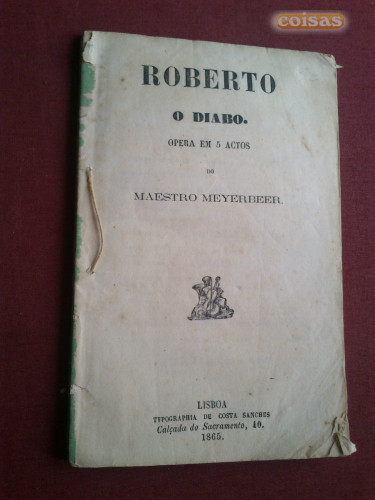 coisas
ROBERTO
O DIABO.
OPERA EM 5 ACTOS
DO
MAESTRO MEYERBEER.
LISBOA
TYPOGRAPHIA DE COSTA SANCHES
Calçada do Sacramento, 40.
1865.